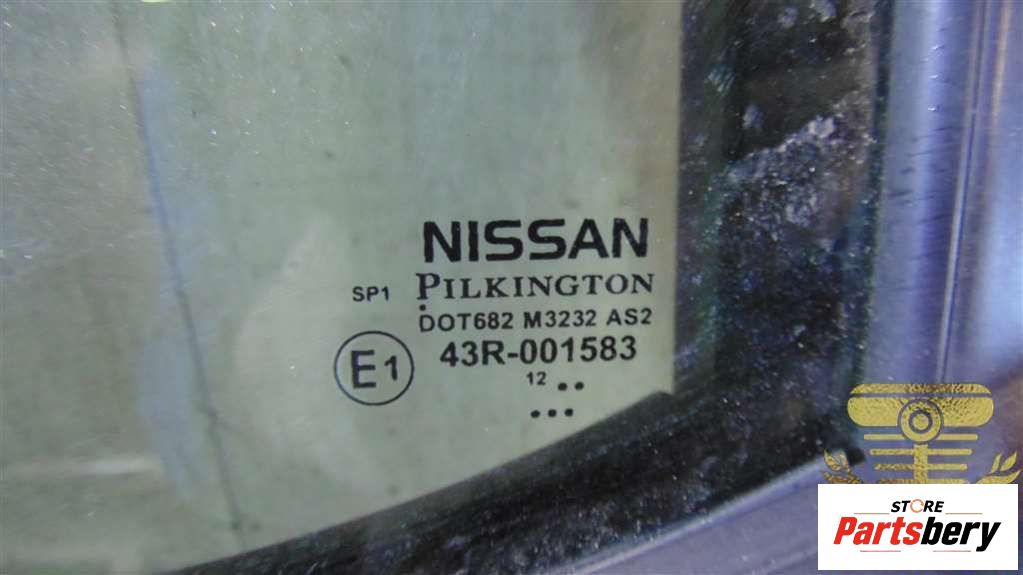 NISSAN
SP1 PILKINGTON
DOT682 M3232 AS2
E1 43R-001583
12 ..
...
STORE
Partsbery